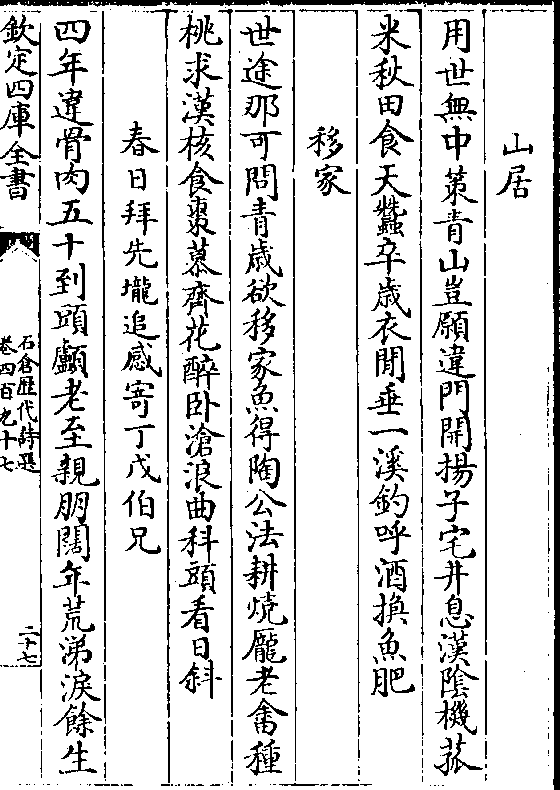 山居
用世無中策青山豈願違門開揚子宅井息漢陰機菰
米秋田食天蠶卒歲衣閒垂一溪釣呼酒換魚肥
移家
世途那可問青歲欲移家魚得陶公法耕燒龎老畬種
桃求漢核食棗慕齊花醉卧滄浪曲科頭看日斜
春日拜先壠追感寄丁戊伯兄
四年違骨肉五十到頭顱老至親朋闊年荒涕淚餘生
欽定四庫全書
石倉歴代詩選
卷四百九十七
二十七